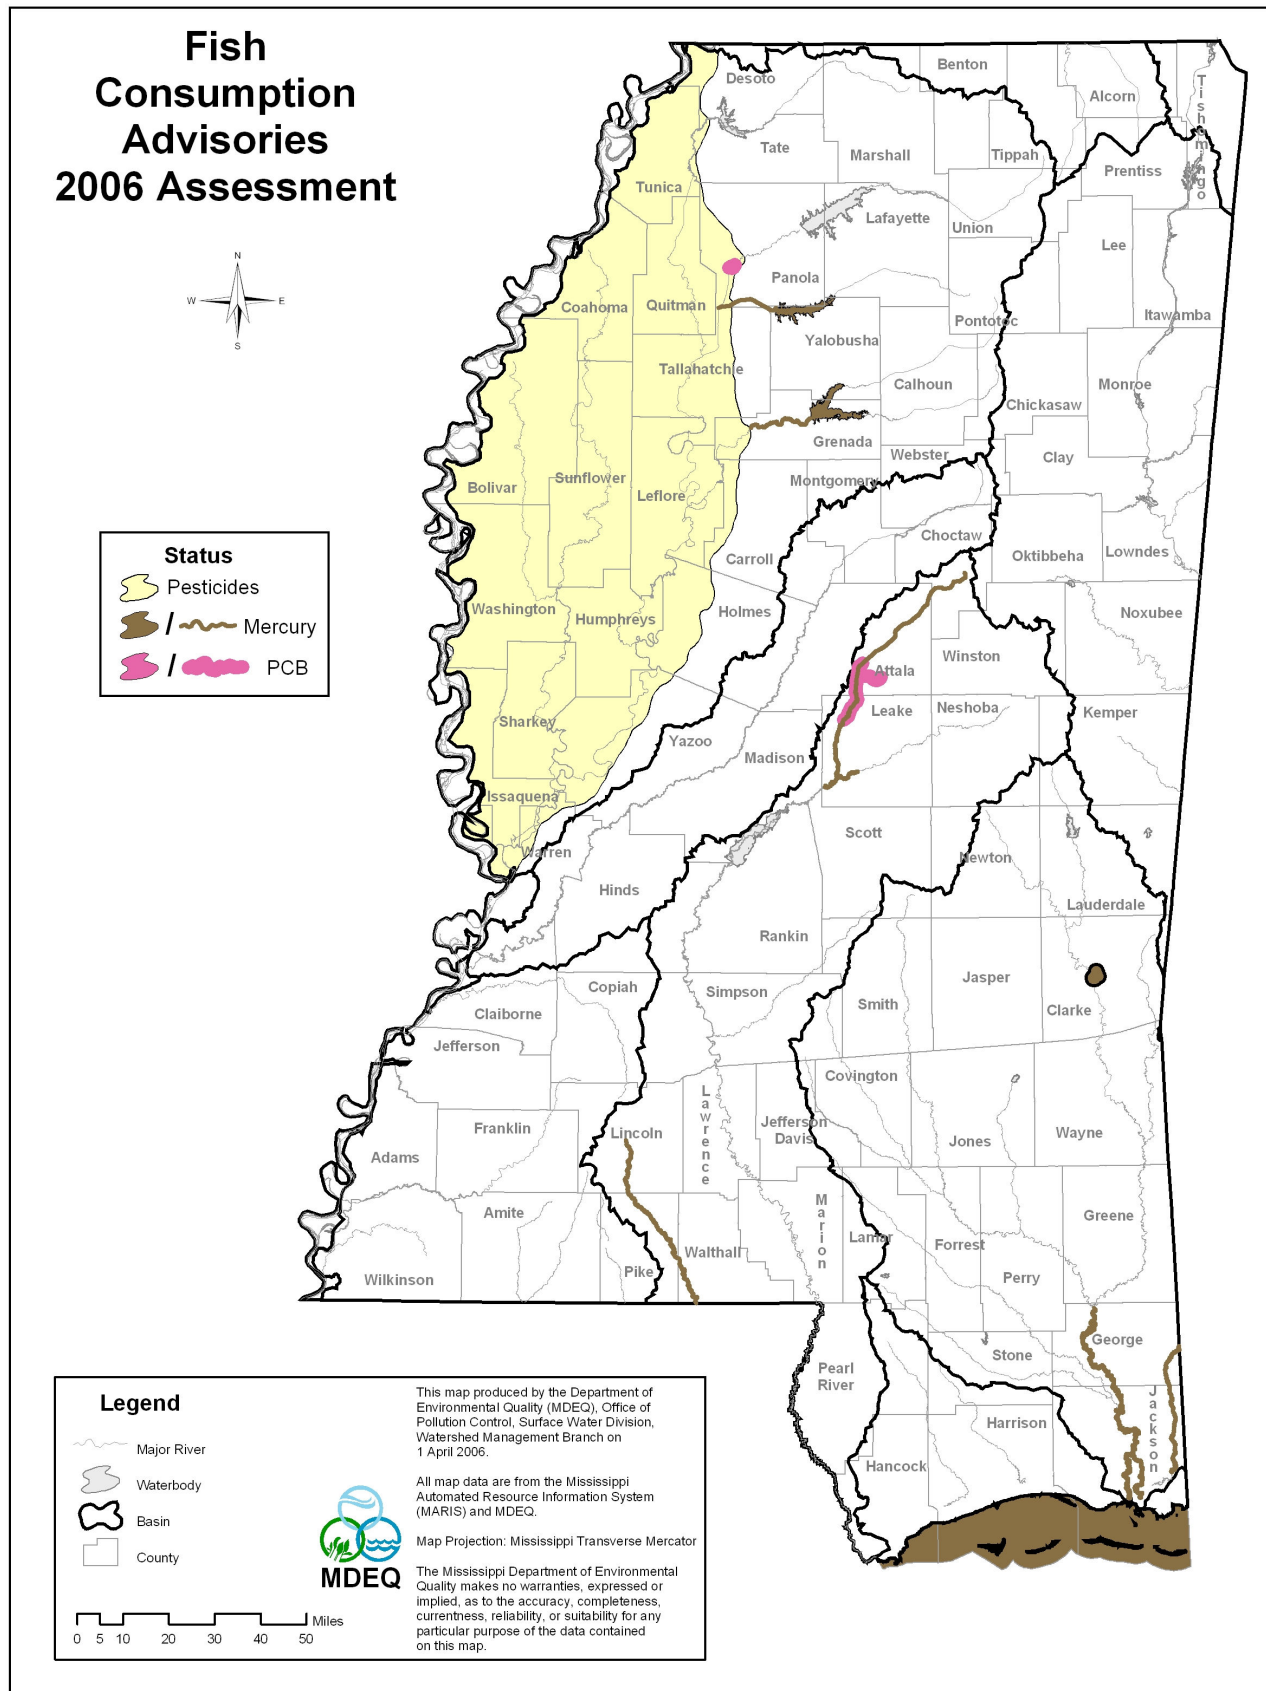 Fish
Consumption
Advisories
2006 Assessment
N
W
E
S
Desoto
Benton
Alcorn
Tishomingo
Tate
Marshall
Tippah
Prentiss
Tunica
Lafayette
Union
Lee
Panola
Coahoma
Quitman
Pontotoc
Itawamba
Yalobusha
Tallahatchie
Calhoun
Monroe
Chickasaw
Grenada
Webster
Clay
Bolivar
Sunflower
Leflore
Montgomery
Choctaw
Carroll
Oktibbeha
Lowndes
Status
Pesticides
/ Mercury
/ PCB
Washington
Humphreys
Holmes
Noxubee
Winston
Attala
Sharkey
Leake
Neshoba
Kemper
Yazoo
Madison
Issaquena
Warren
Scott
Newton
Hinds
Lauderdale
Rankin
Copiah
Simpson
Jasper
Smith
Clarke
Claiborne
Jefferson
Covington
Lawrence
Jefferson
Davis
Franklin
Lincoln
Jones
Wayne
Adams
Amite
Marion
Greene
Walthall
Lamar
Forrest
Wilkinson
Pike
Perry
George
Stone
Pearl
River
Jackson
Harrison
Hancock
Legend
Major River
Waterbody
Basin
County
Miles
0 5 10 20 30 40 50
MDEQ
This map produced by the Department of
Environmental Quality (MDEQ), Office of
Pollution Control, Surface Water Division,
Watershed Management Branch on
1 April 2006.
All map data are from the Mississippi
Automated Resource Information System
(MARIS) and MDEQ.
Map Projection: Mississippi Transverse Mercator
The Mississippi Department of Environmental
Quality makes no warranties, expressed or
implied, as to the accuracy, completeness,
currentness, reliability, or suitability for any
particular purpose of the data contained
on this map.